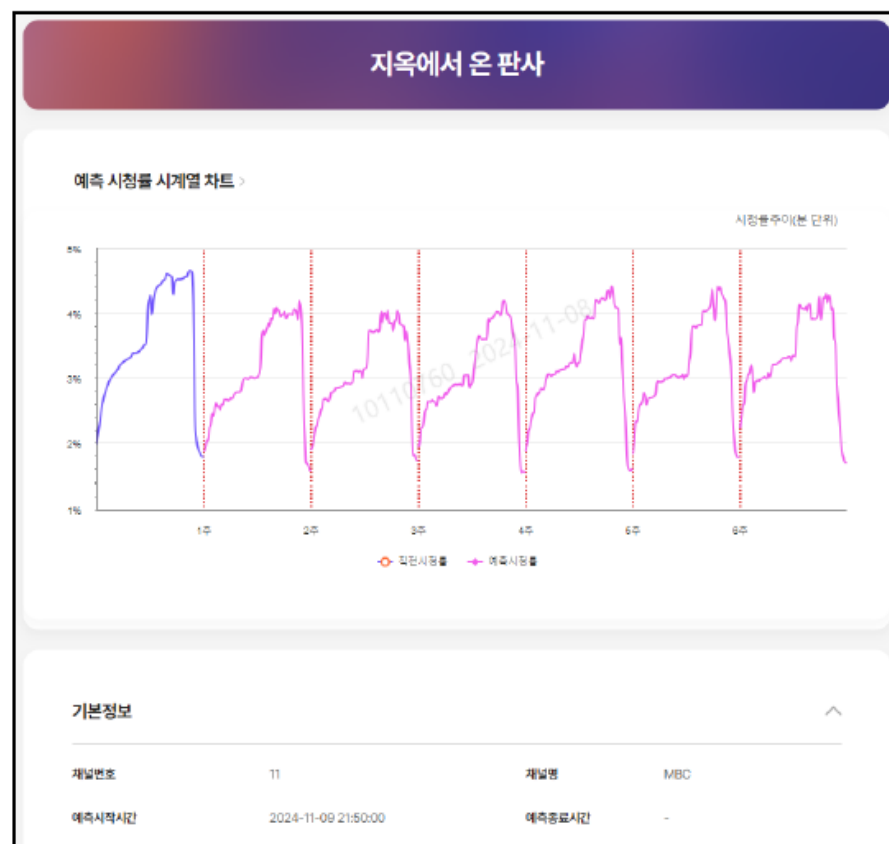 지옥에서 온 판사
예측 시청률 시계열 차트 >
시청률추이(분 단위)
5%
4%
3%
2%
1%
10110760_2024-11-08
1주 2주 3주 4주 5주 6주
직전시청률 예측시청률
기본정보
채널번호 11 채널명 MBC
예측시작시간 2024-11-09 21:50:00 예측종료시간 -